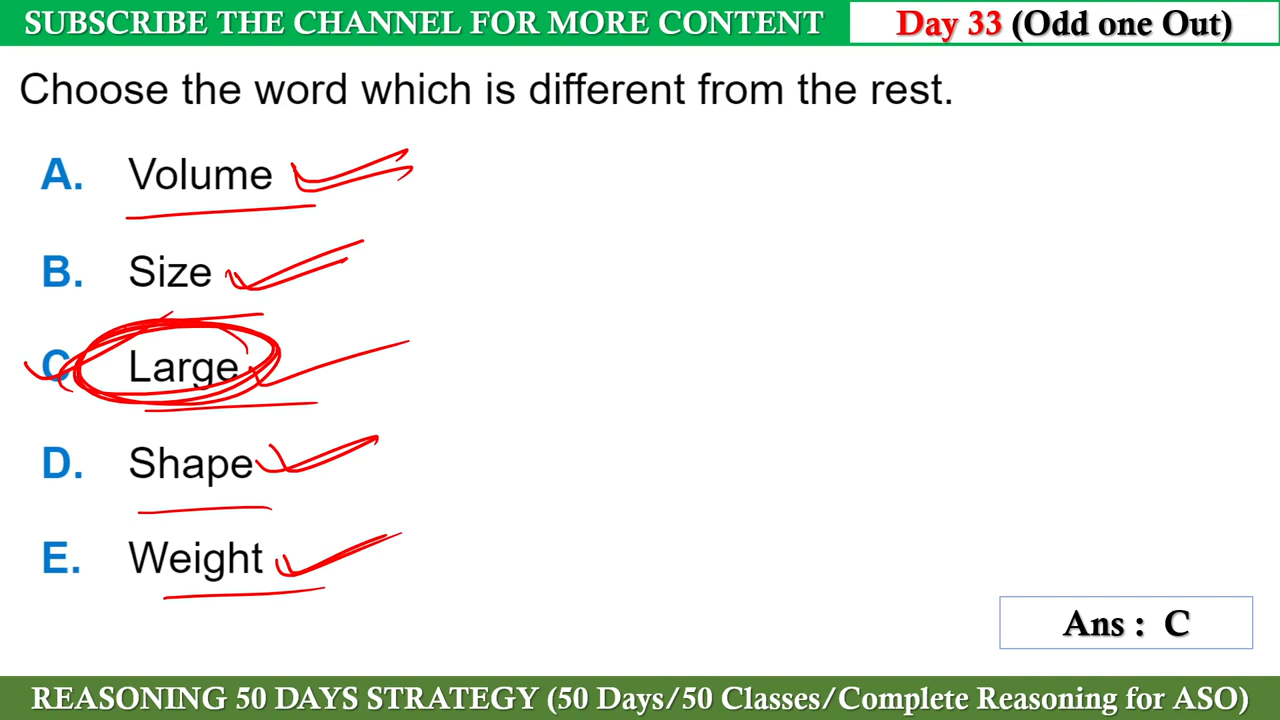 SUBSCRIBE THE CHANNEL FOR MORE CONTENT
Day 33 (Odd one Out)
Choose the word which is different from the rest.
A. Volume
B. Size
C. Large
D. Shape
E. Weight
Ans : C
REASONING 50 DAYS STRATEGY (50 Days/50 Classes/Complete Reasoning for ASO)